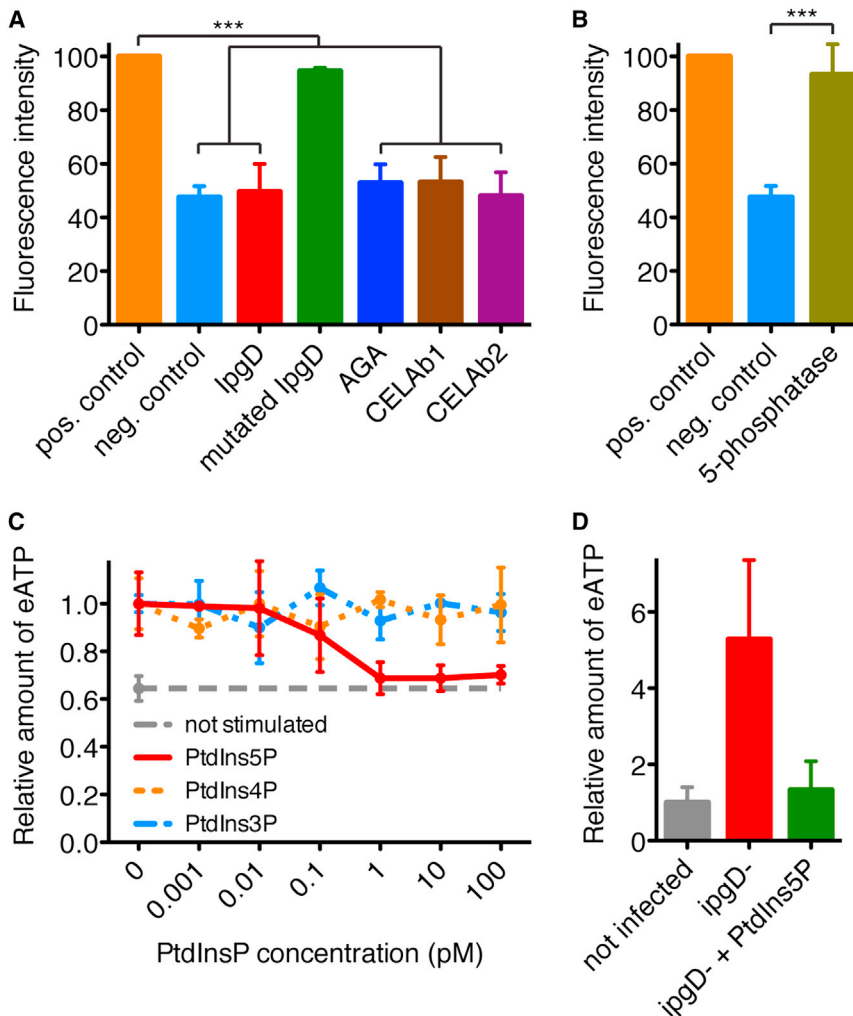 A
Fluorescence intensity
100
80
60
40
20
0
***
pos. control
neg. control
IpgD
mutated IpgD
AGA
CELAb1
CELAb2
B
Fluorescence intensity
100
80
60
40
20
0
***
pos. control
neg. control
5-phosphatase
C
Relative amount of eATP
1.0
0.8
0.6
0.4
0.2
0.0
not stimulated
PtdIns5P
PtdIns4P
PtdIns3P
0
0.001
0.01
0.1
1
10
100
PtdInsP concentration (pM)
D
Relative amount of eATP
6
4
2
0
not infected
ipgD-
ipgD- + PtdIns5P